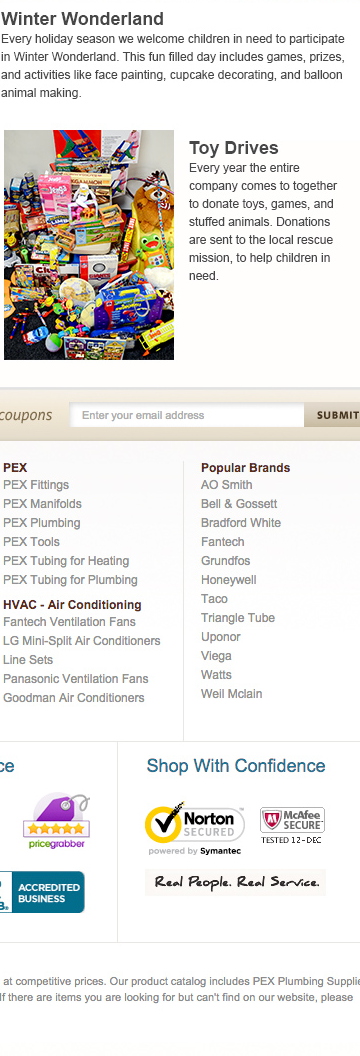 Winter Wonderland
Every holiday season we welcome children in need to participate
in Winter Wonderland. This fun filled day includes games, prizes,
and activities like face painting, cupcake decorating, and balloon
animal making.
Toy Drives
Every year the entire
company comes to together
to donate toys, games, and
stuffed animals. Donations
are sent to the local rescue
mission, to help children in
need.
coupons
Enter your email address
SUBMIT
PEX
PEX Fittings
PEX Manifolds
PEX Plumbing
PEX Tools
PEX Tubing for Heating
PEX Tubing for Plumbing
HVAC - Air Conditioning
Fantech Ventilation Fans
LG Mini-Split Air Conditioners
Line Sets
Panasonic Ventilation Fans
Goodman Air Conditioners
Popular Brands
AO Smith
Bell & Gossett
Bradford White
Fantech
Grundfos
Honeywell
Taco
Triangle Tube
Uponor
Viega
Watts
Weil Mclain
ce
pricegrabber
ACCREDITED
BUSINESS
Shop With Confidence
Norton
SECURED
powered by Symantec
McAfee
SECURE
TESTED 12-DEC
Real People. Real Service.
at competitive prices. Our product catalog includes PEX Plumbing Supplie
If there are items you are looking for but can't find on our website, please